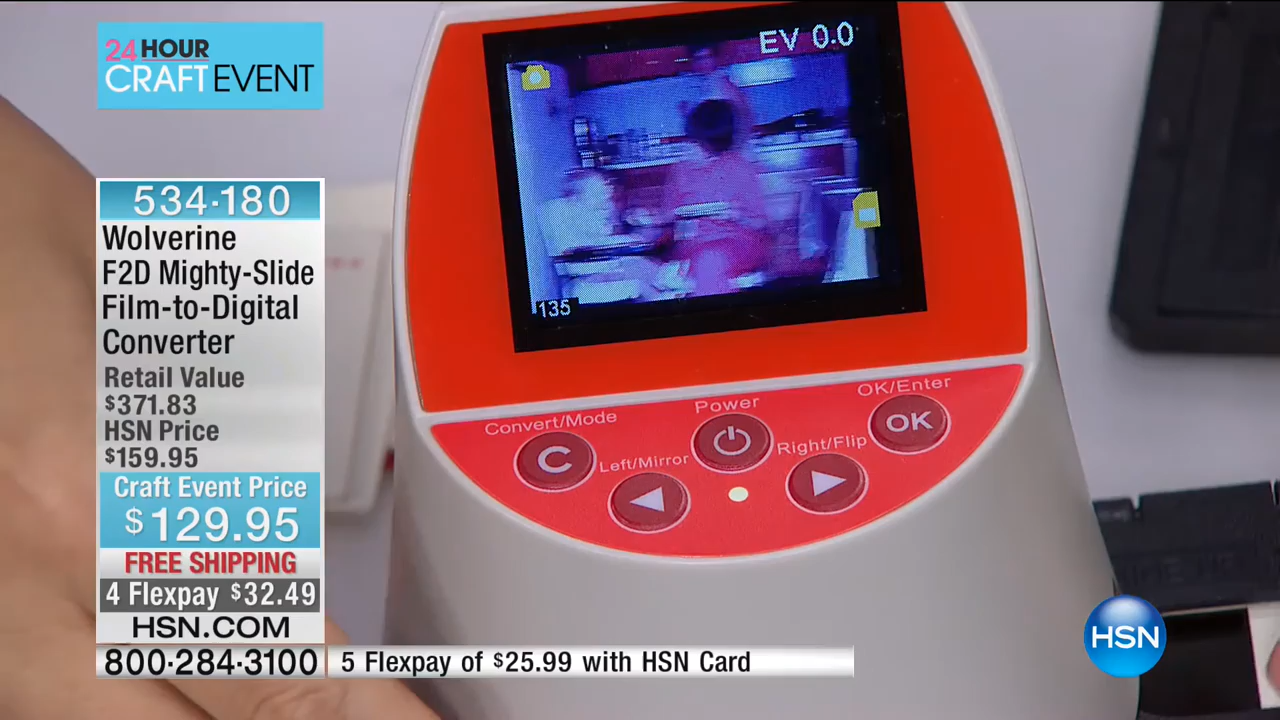 24 HOUR
CRAFT EVENT
534·180
Wolverine
F2D Mighty-Slide
Film-to-Digital
Converter
Retail Value
$371.83
HSN Price
$159.95
Craft Event Price
$129.95
FREE SHIPPING
4 Flexpay $32.49
HSN.COM
800·284·3100
5 Flexpay of $25.99 with HSN Card
EV 0.0
135
Convert/Mode
Power
OK/Enter
C
OK
Left/Mirror
Right/Flip
HSN